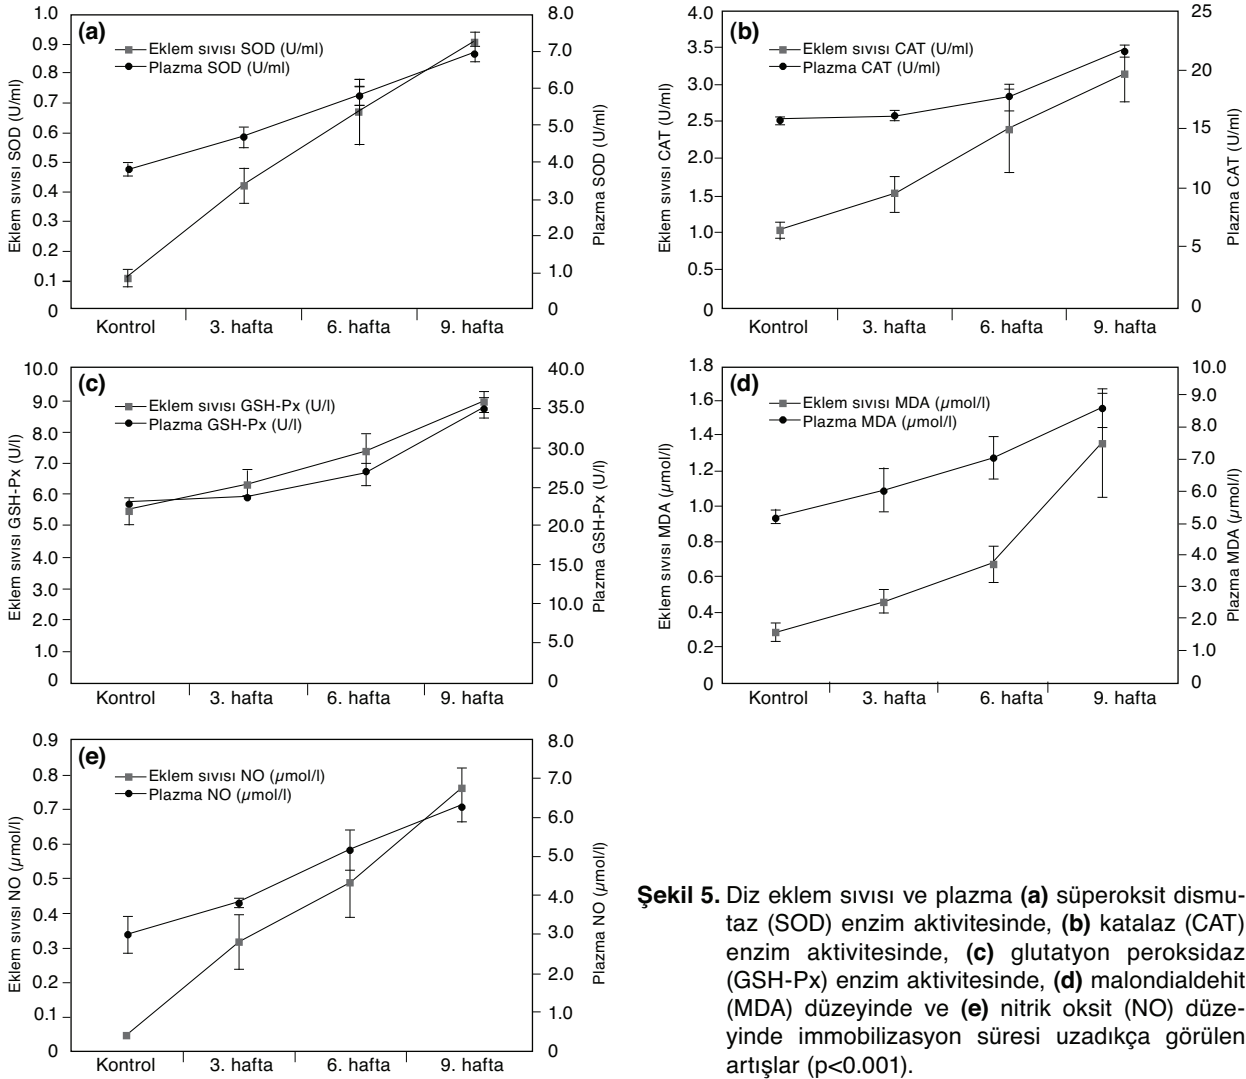 (a)
Eklem sıvısı SOD (U/ml)
Plazma SOD (U/ml)
Eklem sıvısı SOD (U/ml)
1.0
0.9
0.8
0.7
0.6
0.5
0.4
0.3
0.2
0.1
0
8.0
7.0
6.0
5.0
4.0
3.0
2.0
1.0
0
Plazma SOD (U/ml)
Kontrol 3. hafta 6. hafta 9. hafta
(b)
Eklem sıvısı CAT (U/ml)
Plazma CAT (U/ml)
Eklem sıvısı CAT (U/ml)
4.0
3.5
3.0
2.5
2.0
1.5
1.0
0.5
0
25
20
15
10
5
0
Plazma CAT (U/ml)
Kontrol 3. hafta 6. hafta 9. hafta
(c)
Eklem sıvısı GSH-Px (U/l)
Plazma GSH-Px (U/l)
Eklem sıvısı GSH-Px (U/l)
10.0
9.0
8.0
7.0
6.0
5.0
4.0
3.0
2.0
1.0
0
40.0
35.0
30.0
25.0
20.0
15.0
10.0
5.0
0
Plazma GSH-Px (U/l)
Kontrol 3. hafta 6. hafta 9. hafta
(d)
Eklem sıvısı MDA (µmol/l)
Plazma MDA (µmol/l)
Eklem sıvısı MDA (µmol/l)
1.8
1.6
1.4
1.2
1.0
0.8
0.6
0.4
0.2
0
10.0
9.0
8.0
7.0
6.0
5.0
4.0
3.0
2.0
1.0
0
Plazma MDA (µmol/l)
Kontrol 3. hafta 6. hafta 9. hafta
(e)
Eklem sıvısı NO (µmol/l)
Plazma NO (µmol/l)
Eklem sıvısı NO (µmol/l)
0.9
0.8
0.7
0.6
0.5
0.4
0.3
0.2
0.1
0
8.0
7.0
6.0
5.0
4.0
3.0
2.0
1.0
0
Plazma NO (µmol/l)
Kontrol 3. hafta 6. hafta 9. hafta
Şekil 5. Diz eklem sıvısı ve plazma (a) süperoksit dismu-
taz (SOD) enzim aktivitesinde, (b) katalaz (CAT)
enzim aktivitesinde, (c) glutatyon peroksidaz
(GSH-Px) enzim aktivitesinde, (d) malondialdehit
(MDA) düzeyinde ve (e) nitrik oksit (NO) düze-
yinde immobilizasyon süresi uzadıkça görülen
artışlar (p<0.001).